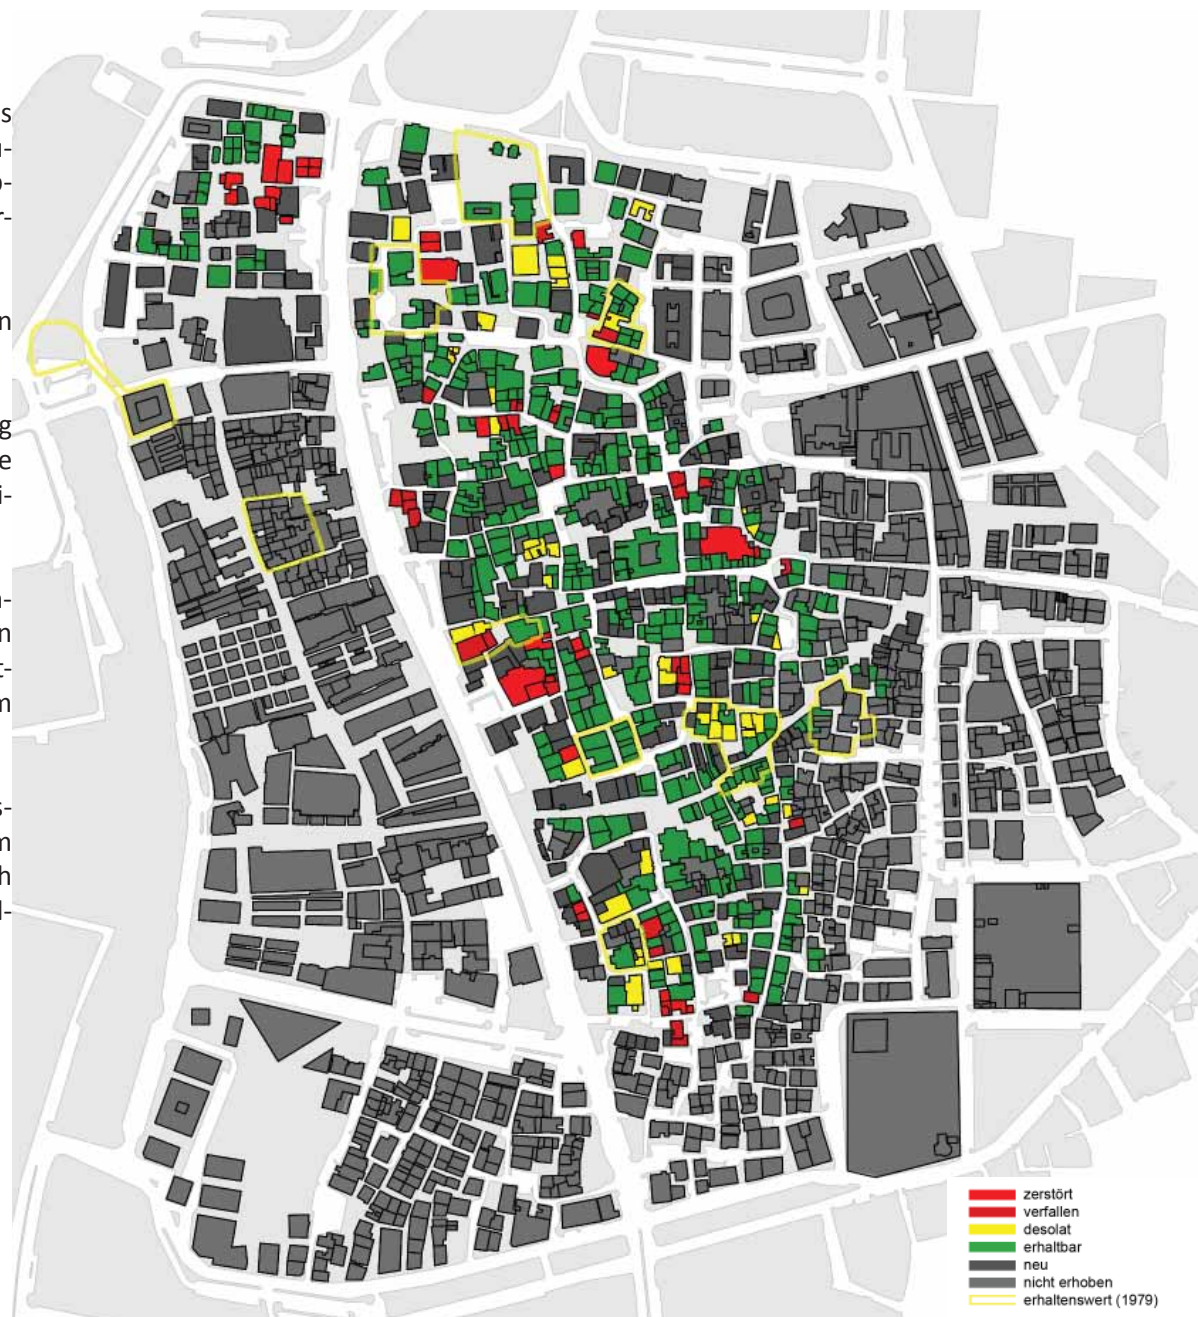 s
n
g
e
i-
n
m
s-
m
h
l-
zerstört
verfallen
desolat
erhaltbar
neu
nicht erhoben
erhaltenswert (1979)